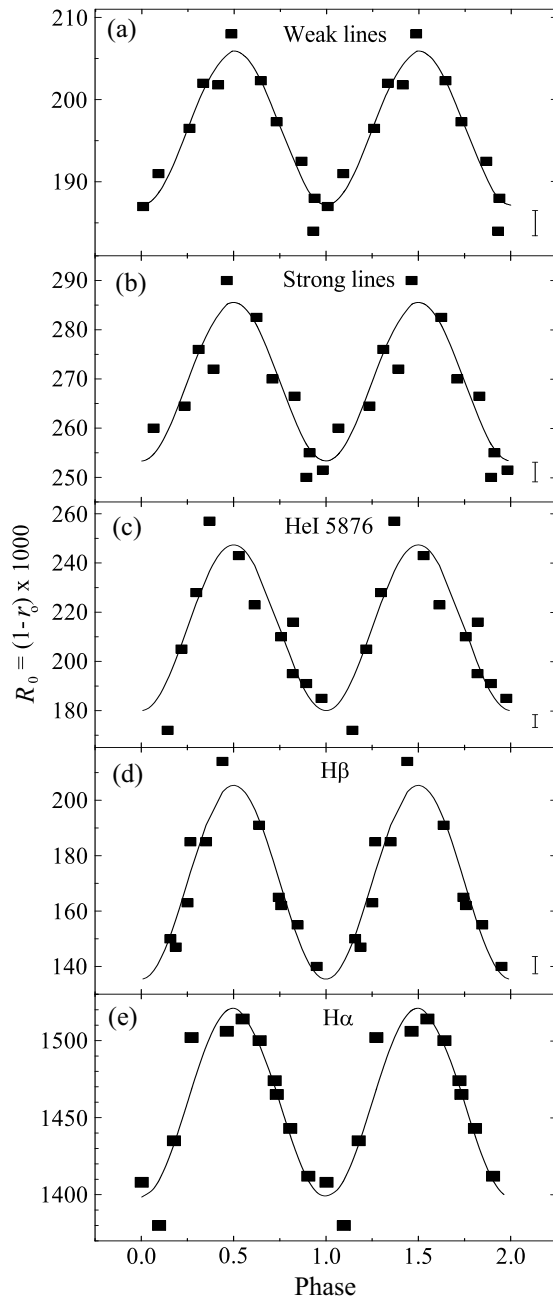 (a) Weak lines
210
200
190
(b) Strong lines
290
280
270
260
250
(c) HeI 5876
260
240
220
200
180
R₀ = (1-r₀) x 1000
(d) Hβ
200
180
160
140
(e) Hα
1500
1450
1400
0.0 0.5 1.0 1.5 2.0
Phase